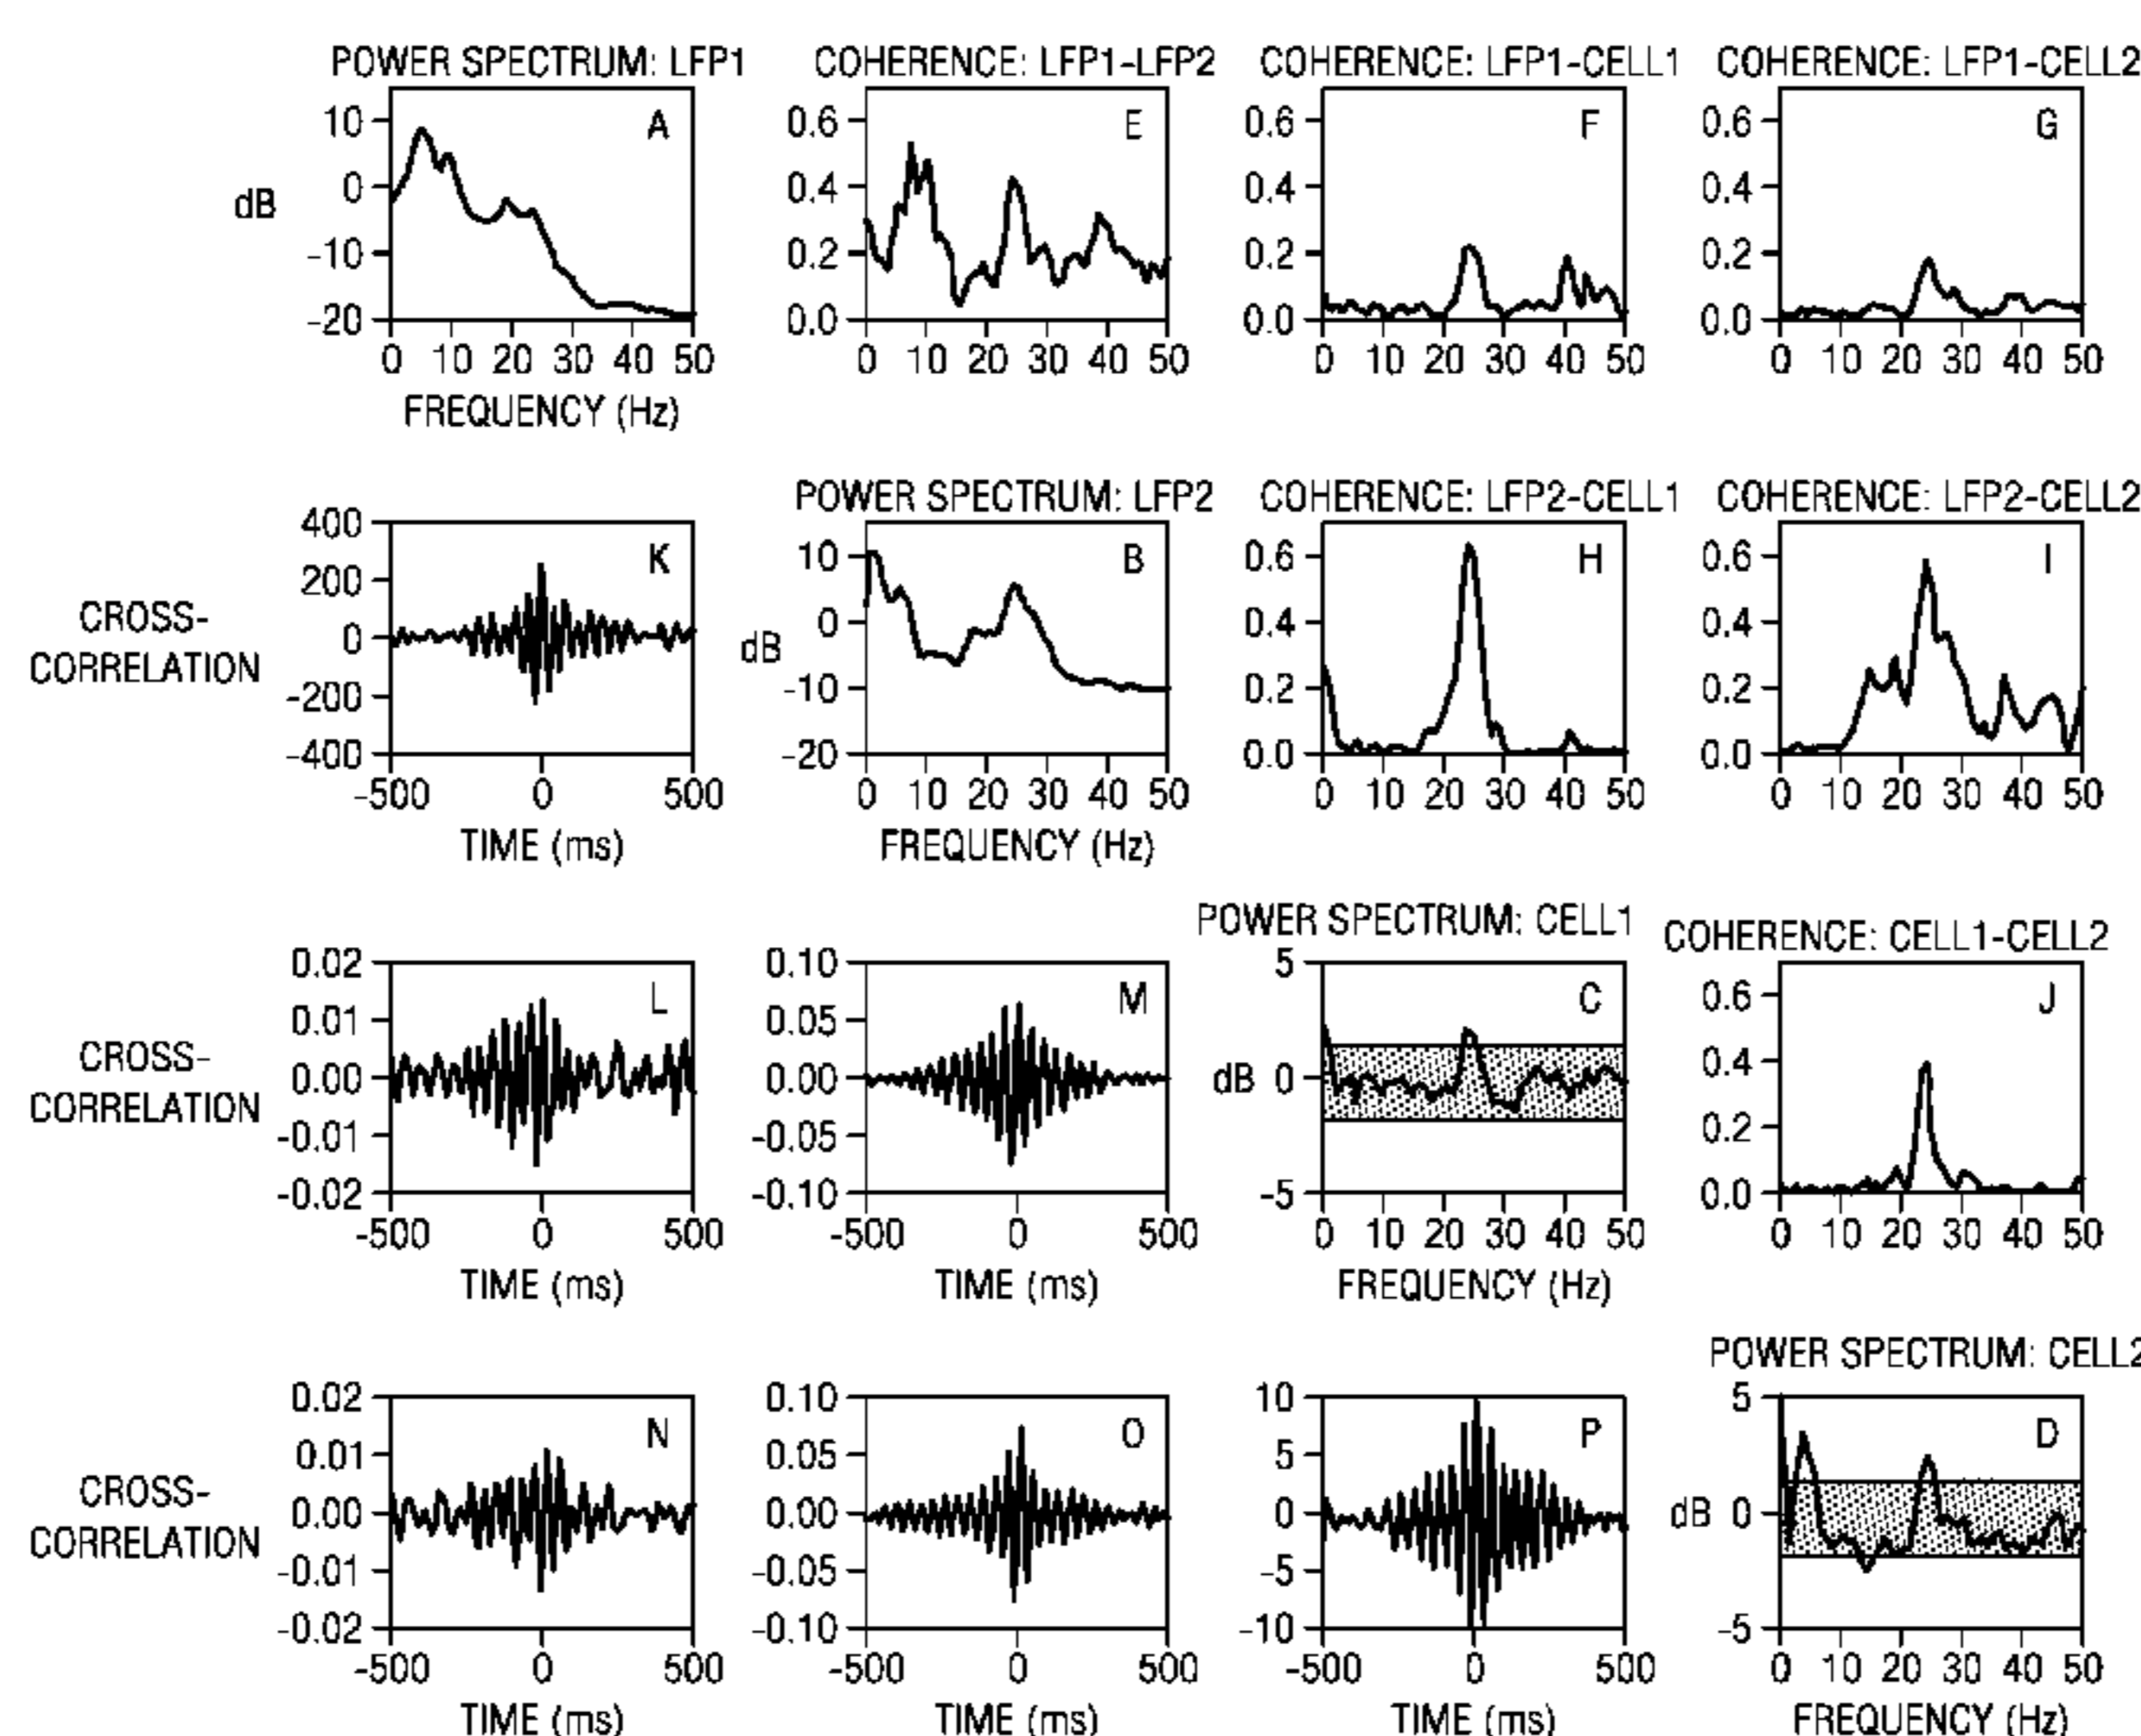 POWER SPECTRUM: LFP1
COHERENCE: LFP1-LFP2
COHERENCE: LFP1-CELL1
COHERENCE: LFP1-CELL2
dB
10
0
-10
-20
A
0 10 20 30 40 50
FREQUENCY (Hz)
0.6
0.4
0.2
0.0
E
0 10 20 30 40 50
0.6
0.4
0.2
0.0
F
0 10 20 30 40 50
0.6
0.4
0.2
0.0
G
0 10 20 30 40 50
POWER SPECTRUM: LFP2
COHERENCE: LFP2-CELL1
COHERENCE: LFP2-CELL2
CROSS-
CORRELATION
400
200
0
-200
-400
K
-500 0 500
TIME (ms)
dB
10
0
-10
-20
B
0 10 20 30 40 50
FREQUENCY (Hz)
0.6
0.4
0.2
0.0
H
0 10 20 30 40 50
0.6
0.4
0.2
0.0
I
0 10 20 30 40 50
POWER SPECTRUM: CELL1
COHERENCE: CELL1-CELL2
CROSS-
CORRELATION
0.02
0.01
0.00
-0.01
-0.02
L
-500 0 500
TIME (ms)
0.10
0.05
0.00
-0.05
-0.10
M
-500 0 500
TIME (ms)
dB
5
0
-5
C
0 10 20 30 40 50
FREQUENCY (Hz)
0.6
0.4
0.2
0.0
J
0 10 20 30 40 50
POWER SPECTRUM: CELL2
CROSS-
CORRELATION
0.02
0.01
0.00
-0.01
-0.02
N
-500 0 500
TIME (ms)
0.10
0.05
0.00
-0.05
-0.10
O
-500 0 500
TIME (ms)
10
5
0
-5
-10
P
-500 0 500
TIME (ms)
dB
5
0
-5
D
0 10 20 30 40 50
FREQUENCY (Hz)